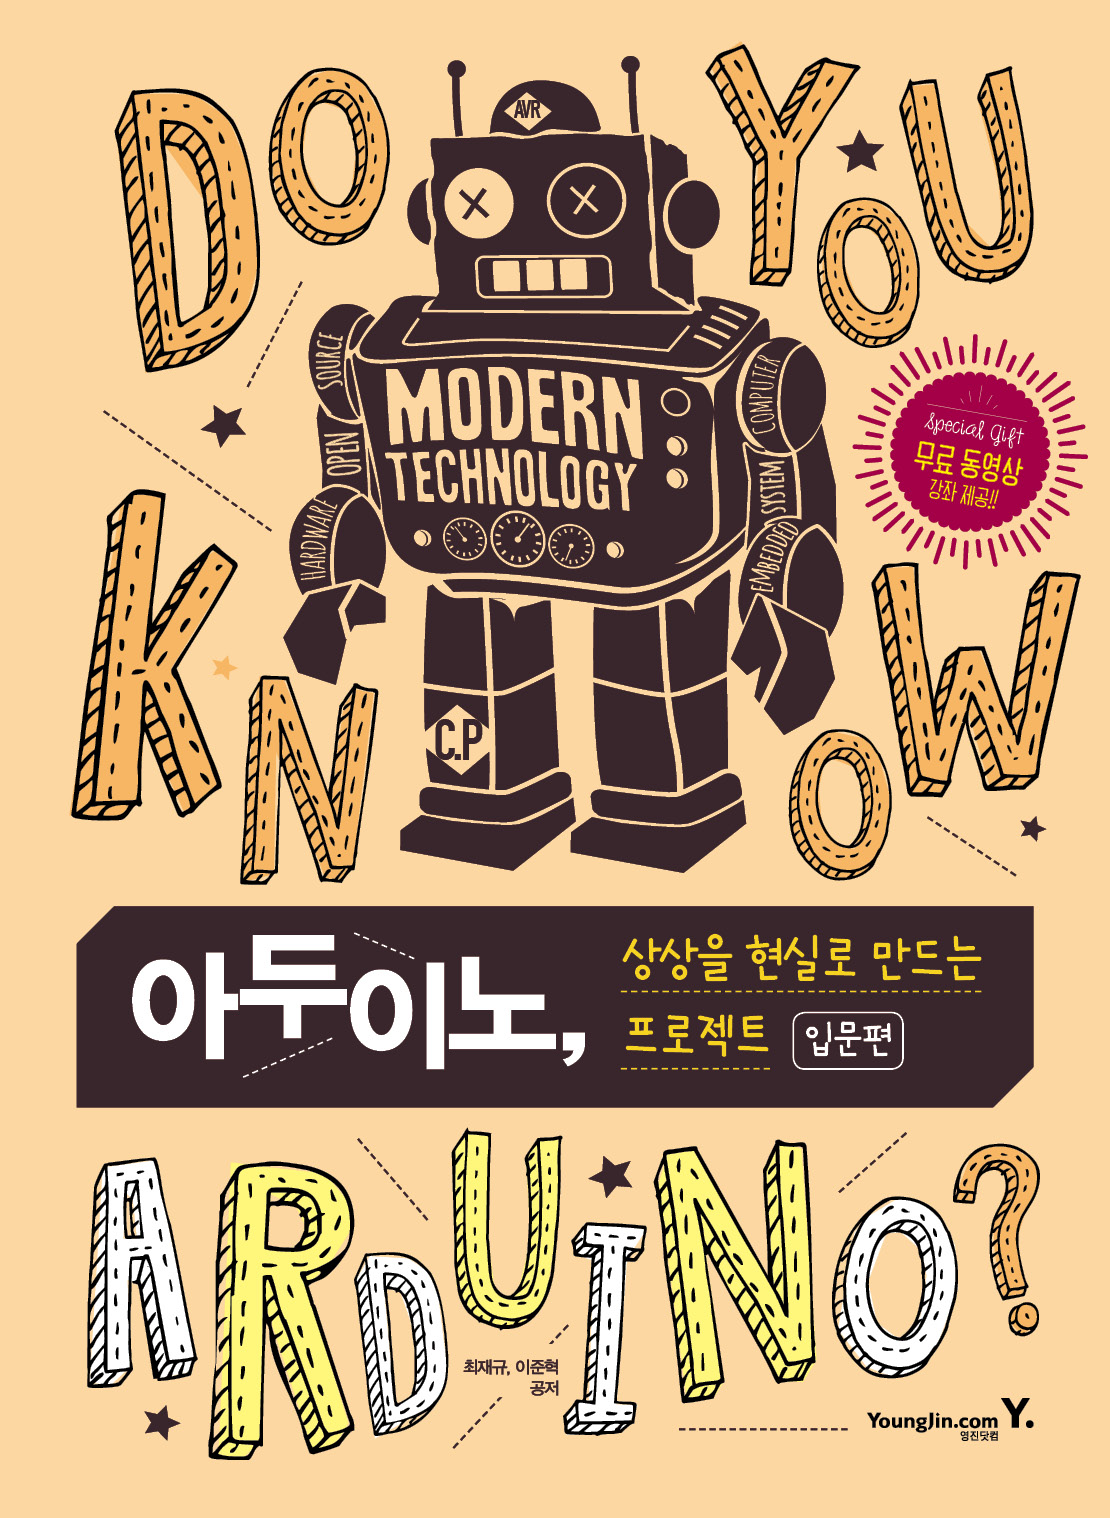 DO YOU
AVR
SOURCE
OPEN
HARDWARE
MODERN
TECHNOLOGY
COMPUTER
SYSTEM
EMBEDDED
C.P
Special Gift
무료 동영상
강좌 제공!!
KNOW
아두이노,
상상을 현실로 만드는
프로젝트 입문편
ARDUINO?
최재규, 이준혁
공저
YoungJin.com Y.
영진닷컴